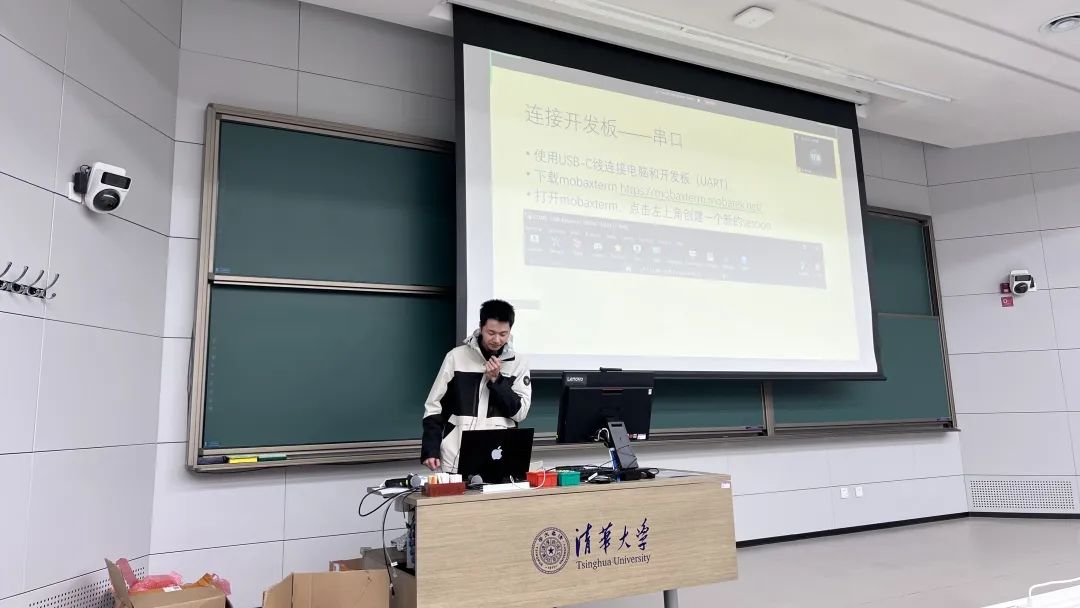 连接开发板——串口
• 使用USB-C线连接电脑和开发板（UART）
• 下载mobaxterm https://mobaxterm.mobatek.net/
• 打开mobaxterm，点击左上角创建一个新的session
Lenovo
清华大学
Tsinghua University